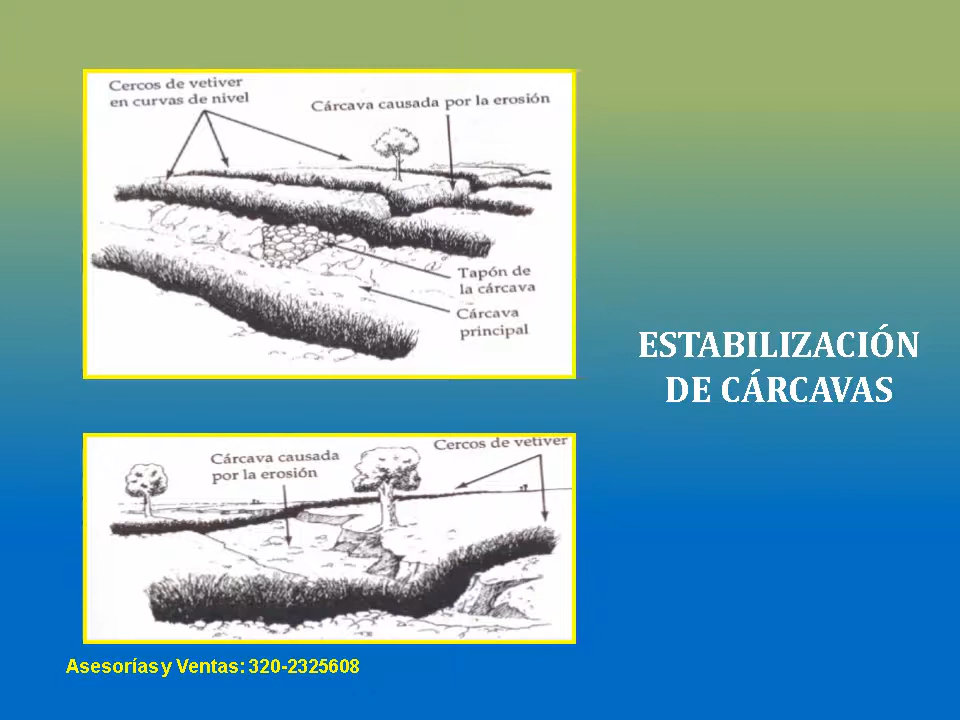 Cercos de vetiver
en curvas de nivel
Cárcava causada por la erosión
Tapón de
la cárcava
Cárcava
principal
ESTABILIZACIÓN
DE CÁRCAVAS
Cercos de vetiver
Cárcava causada
por la erosión
Asesorías y Ventas: 320-2325608